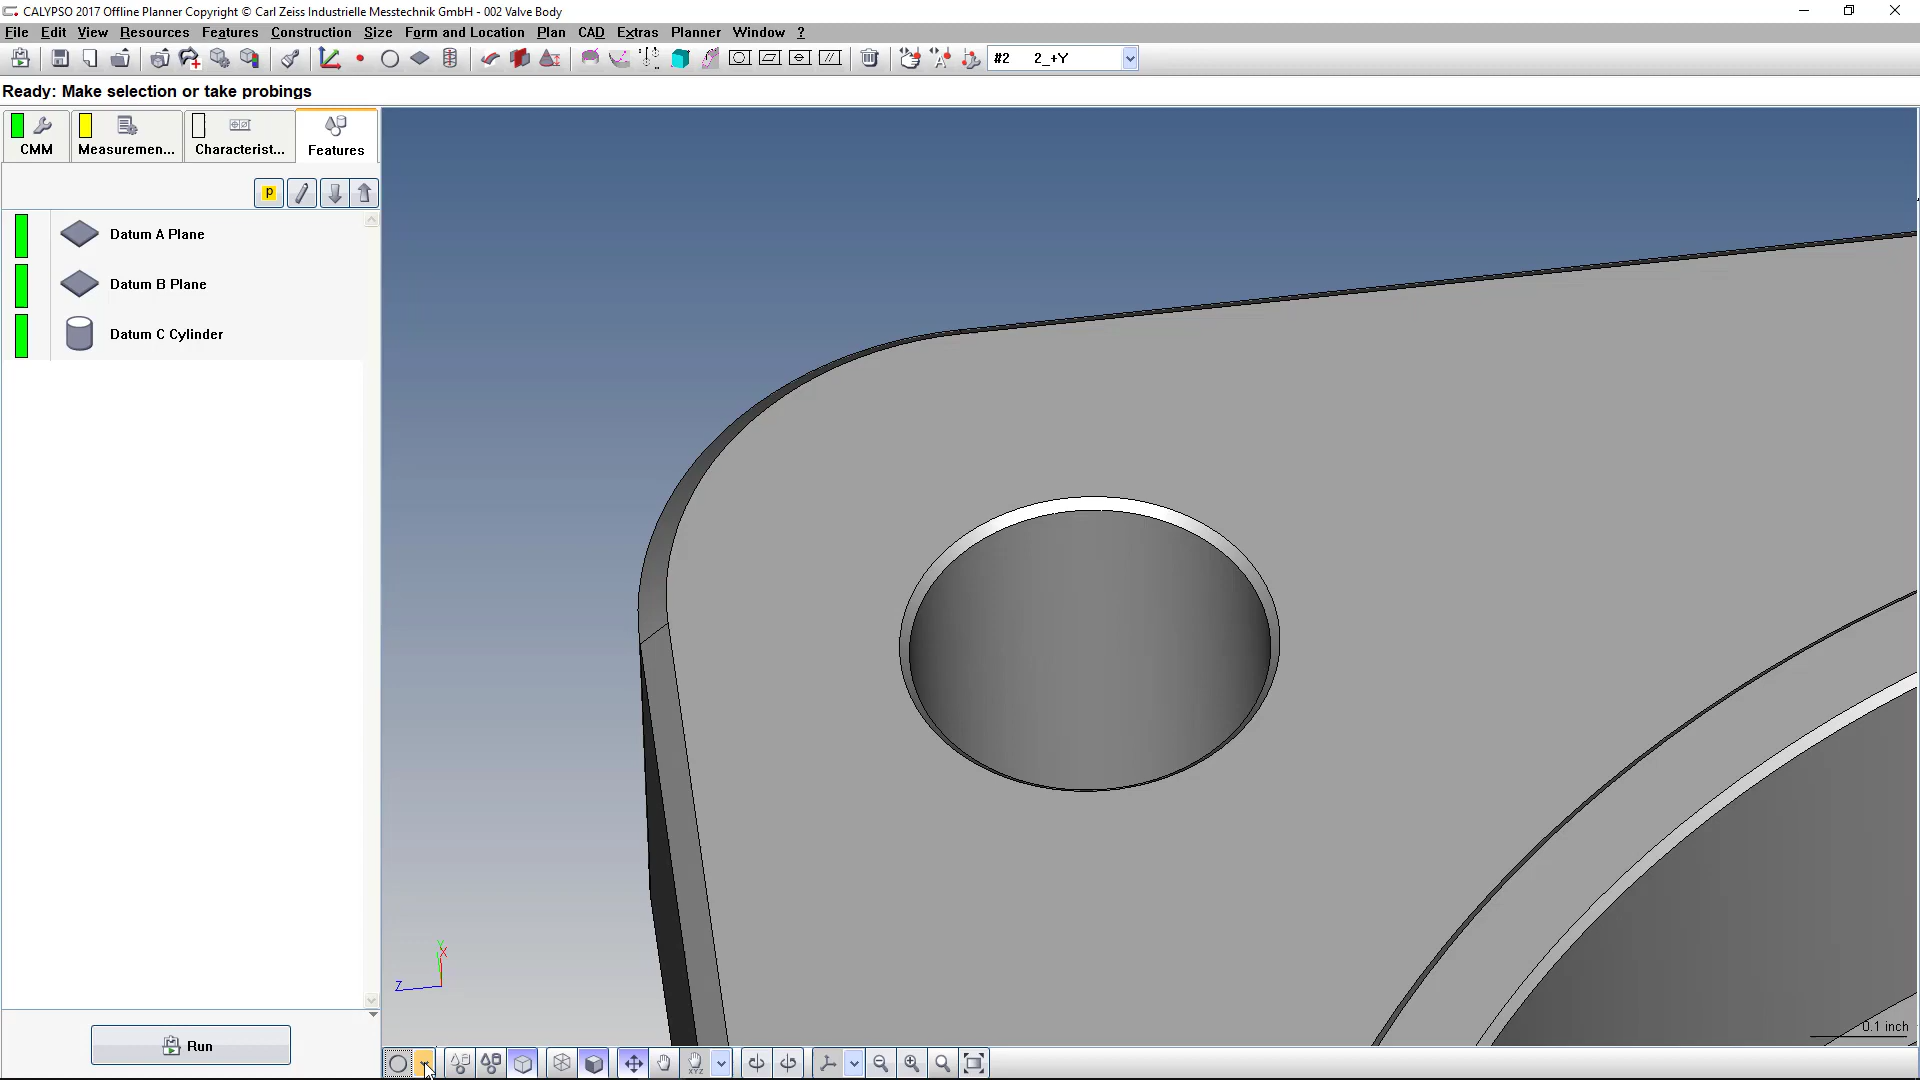 CALYPSO 2017 Offline Planner Copyright © Carl Zeiss Industrielle Messtechnik GmbH - 002 Valve Body
File Edit View Resources Features Construction Size Form and Location Plan CAD Extras Planner Window ?
#2 2_+Y
Ready: Make selection or take probings
CMM Measuremen... Characterist... Features
p
Datum A Plane
Datum B Plane
Datum C Cylinder
Y
X
Z
0.1 inch
Run
XYZ